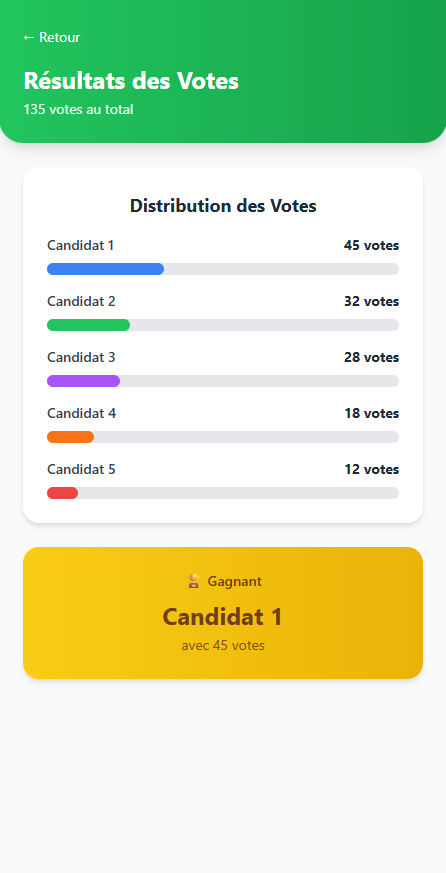 ← Retour
Résultats des Votes
135 votes au total
Distribution des Votes
Candidat 1 45 votes
Candidat 2 32 votes
Candidat 3 28 votes
Candidat 4 18 votes
Candidat 5 12 votes
🏆 Gagnant
Candidat 1
avec 45 votes